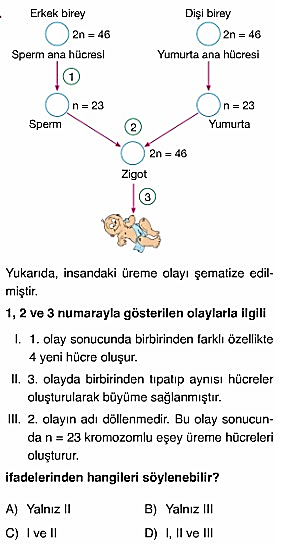 Erkek birey
Dişi birey
2n = 46
2n = 46
Sperm ana hücresi
Yumurta ana hücresi
1
n = 23
n = 23
Sperm
Yumurta
2
2n = 46
Zigot
3
Yukarıda, insandaki üreme olayı şematize edil-
miştir.
1, 2 ve 3 numarayla gösterilen olaylarla ilgili
I. 1. olay sonucunda birbirinden farklı özellikte
4 yeni hücre oluşur.
II. 3. olayda birbirinden tıpatıp aynısı hücreler
oluşturularak büyüme sağlanmıştır.
III. 2. olayın adı döllenmedir. Bu olay sonucun-
da n = 23 kromozomlu eşey üreme hücreleri
oluşturur.
ifadelerinden hangileri söylenebilir?
A) Yalnız II
B) Yalnız III
C) I ve II
D) I, II ve III